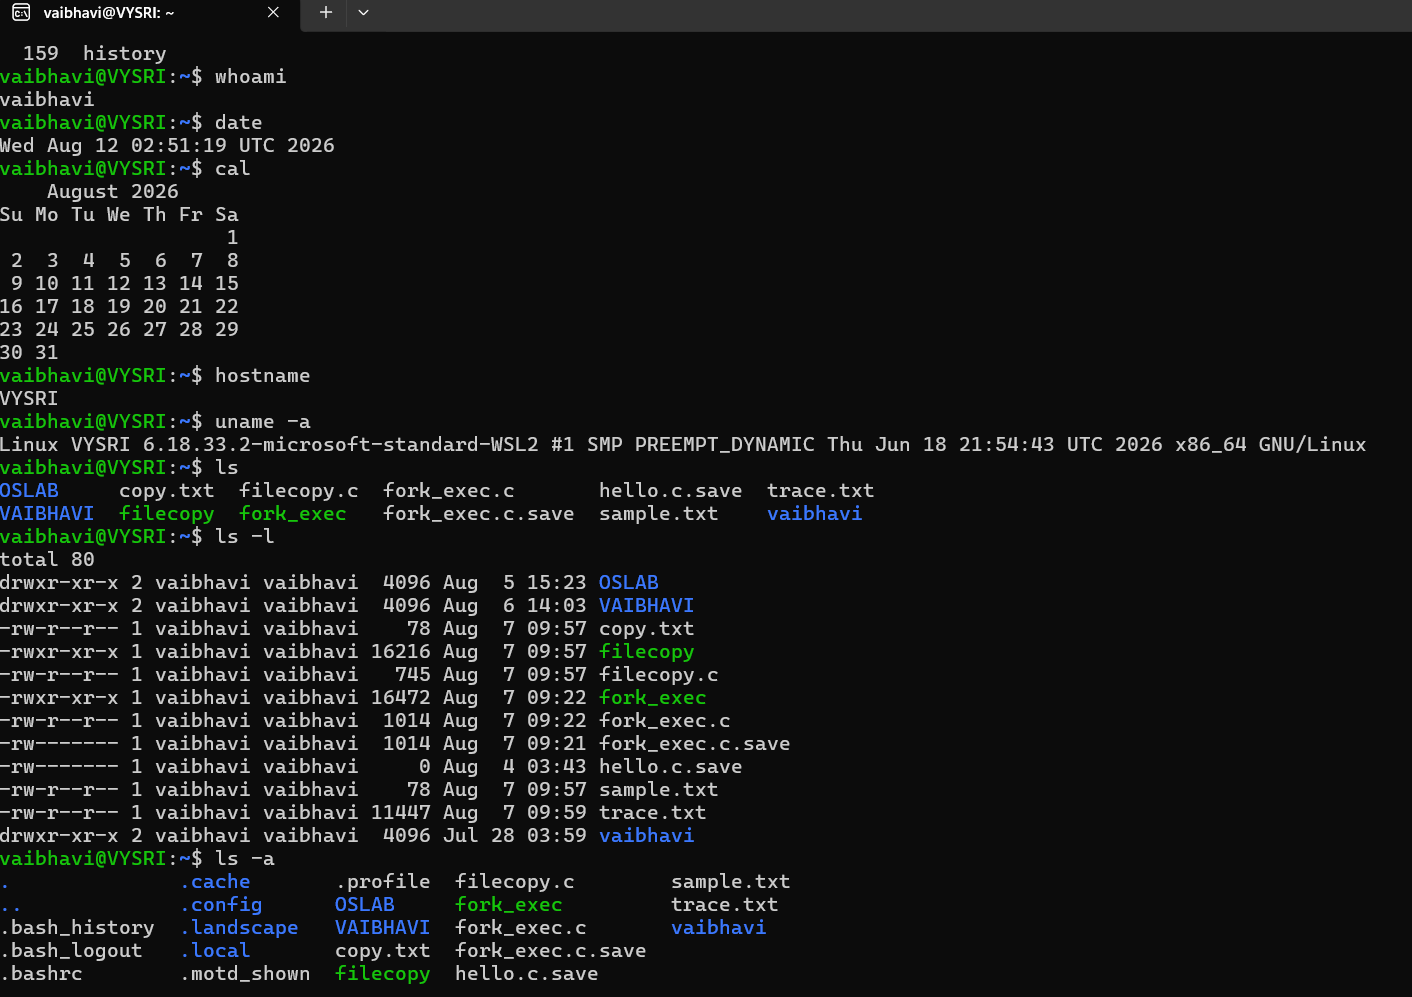 vaibhavi@VYSRI: ~
  159  history
vaibhavi@VYSRI:~$ whoami
vaibhavi
vaibhavi@VYSRI:~$ date
Wed Aug 12 02:51:19 UTC 2026
vaibhavi@VYSRI:~$ cal
    August 2026
Su Mo Tu We Th Fr Sa
                   1
 2  3  4  5  6  7  8
 9 10 11 12 13 14 15
16 17 18 19 20 21 22
23 24 25 26 27 28 29
30 31
vaibhavi@VYSRI:~$ hostname
VYSRI
vaibhavi@VYSRI:~$ uname -a
Linux VYSRI 6.18.33.2-microsoft-standard-WSL2 #1 SMP PREEMPT_DYNAMIC Thu Jun 18 21:54:43 UTC 2026 x86_64 GNU/Linux
vaibhavi@VYSRI:~$ ls
OSLAB     copy.txt  filecopy.c  fork_exec.c       hello.c.save  trace.txt
VAIBHAVI  filecopy  fork_exec   fork_exec.c.save  sample.txt    vaibhavi
vaibhavi@VYSRI:~$ ls -l
total 80
drwxr-xr-x 2 vaibhavi vaibhavi  4096 Aug  5 15:23 OSLAB
drwxr-xr-x 2 vaibhavi vaibhavi  4096 Aug  6 14:03 VAIBHAVI
-rw-r--r-- 1 vaibhavi vaibhavi    78 Aug  7 09:57 copy.txt
-rwxr-xr-x 1 vaibhavi vaibhavi 16216 Aug  7 09:57 filecopy
-rw-r--r-- 1 vaibhavi vaibhavi   745 Aug  7 09:57 filecopy.c
-rwxr-xr-x 1 vaibhavi vaibhavi 16472 Aug  7 09:22 fork_exec
-rw-r--r-- 1 vaibhavi vaibhavi  1014 Aug  7 09:22 fork_exec.c
-rw------- 1 vaibhavi vaibhavi  1014 Aug  7 09:21 fork_exec.c.save
-rw------- 1 vaibhavi vaibhavi     0 Aug  4 03:43 hello.c.save
-rw-r--r-- 1 vaibhavi vaibhavi    78 Aug  7 09:57 sample.txt
-rw-r--r-- 1 vaibhavi vaibhavi 11447 Aug  7 09:59 trace.txt
drwxr-xr-x 2 vaibhavi vaibhavi  4096 Jul 28 03:59 vaibhavi
vaibhavi@VYSRI:~$ ls -a
.              .cache       .profile  filecopy.c        sample.txt
..             .config      OSLAB     fork_exec         trace.txt
.bash_history  .landscape   VAIBHAVI  fork_exec.c       vaibhavi
.bash_logout   .local       copy.txt  fork_exec.c.save
.bashrc        .motd_shown  filecopy  hello.c.save